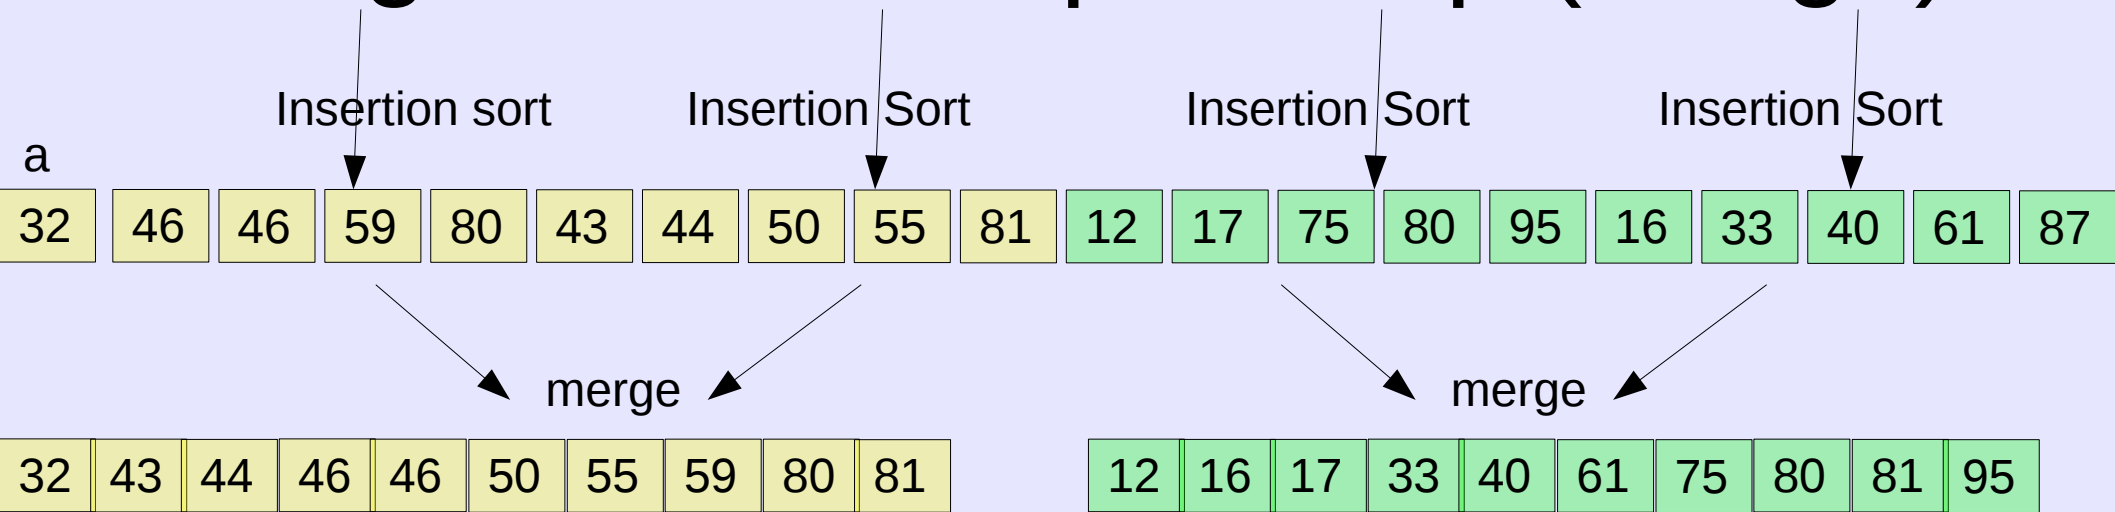 Insertion sort Insertion Sort Insertion Sort Insertion Sort
a
32 46 46 59 80 43 44 50 55 81 12 17 75 80 95 16 33 40 61 87
merge merge
32 43 44 46 46 50 55 59 80 81 12 16 17 33 40 61 75 80 81 95